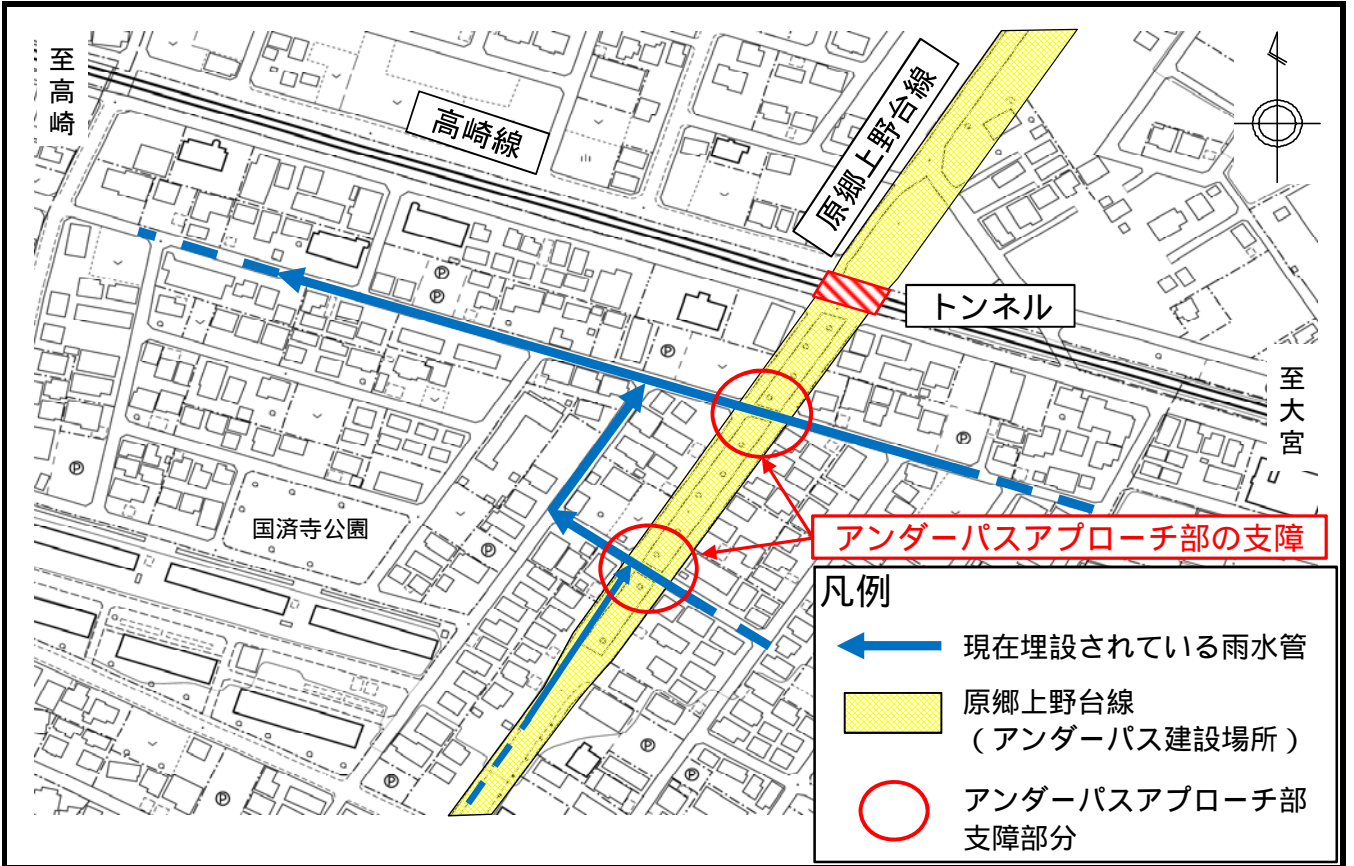 至高崎
高崎線
原郷上野台線
トンネル
至大宮
国済寺公園
アンダーパスアプローチ部の支障
凡例
現在埋設されている雨水管
原郷上野台線
（アンダーパス建設場所）
アンダーパスアプローチ部
支障部分
P
P
P
P
P
P
P
P
P
P